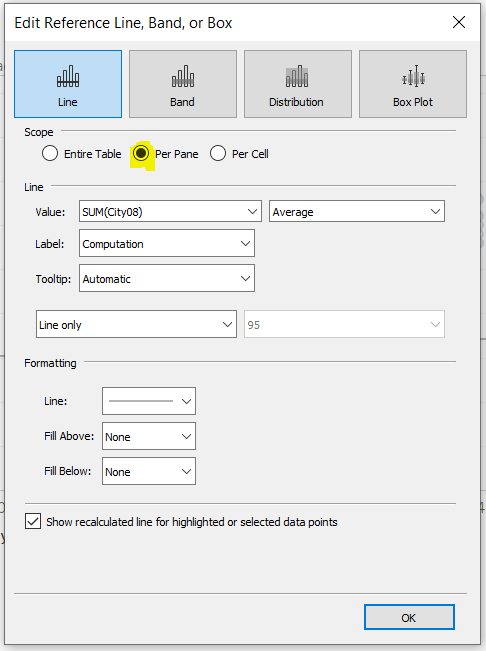 Edit Reference Line, Band, or Box
Line Band Distribution Box Plot
Scope
Entire Table Per Pane Per Cell
Line
Value: SUM(City08) Average
Label: Computation
Tooltip: Automatic
Line only 95
Formatting
Line:
Fill Above: None
Fill Below: None
Show recalculated line for highlighted or selected data points
OK